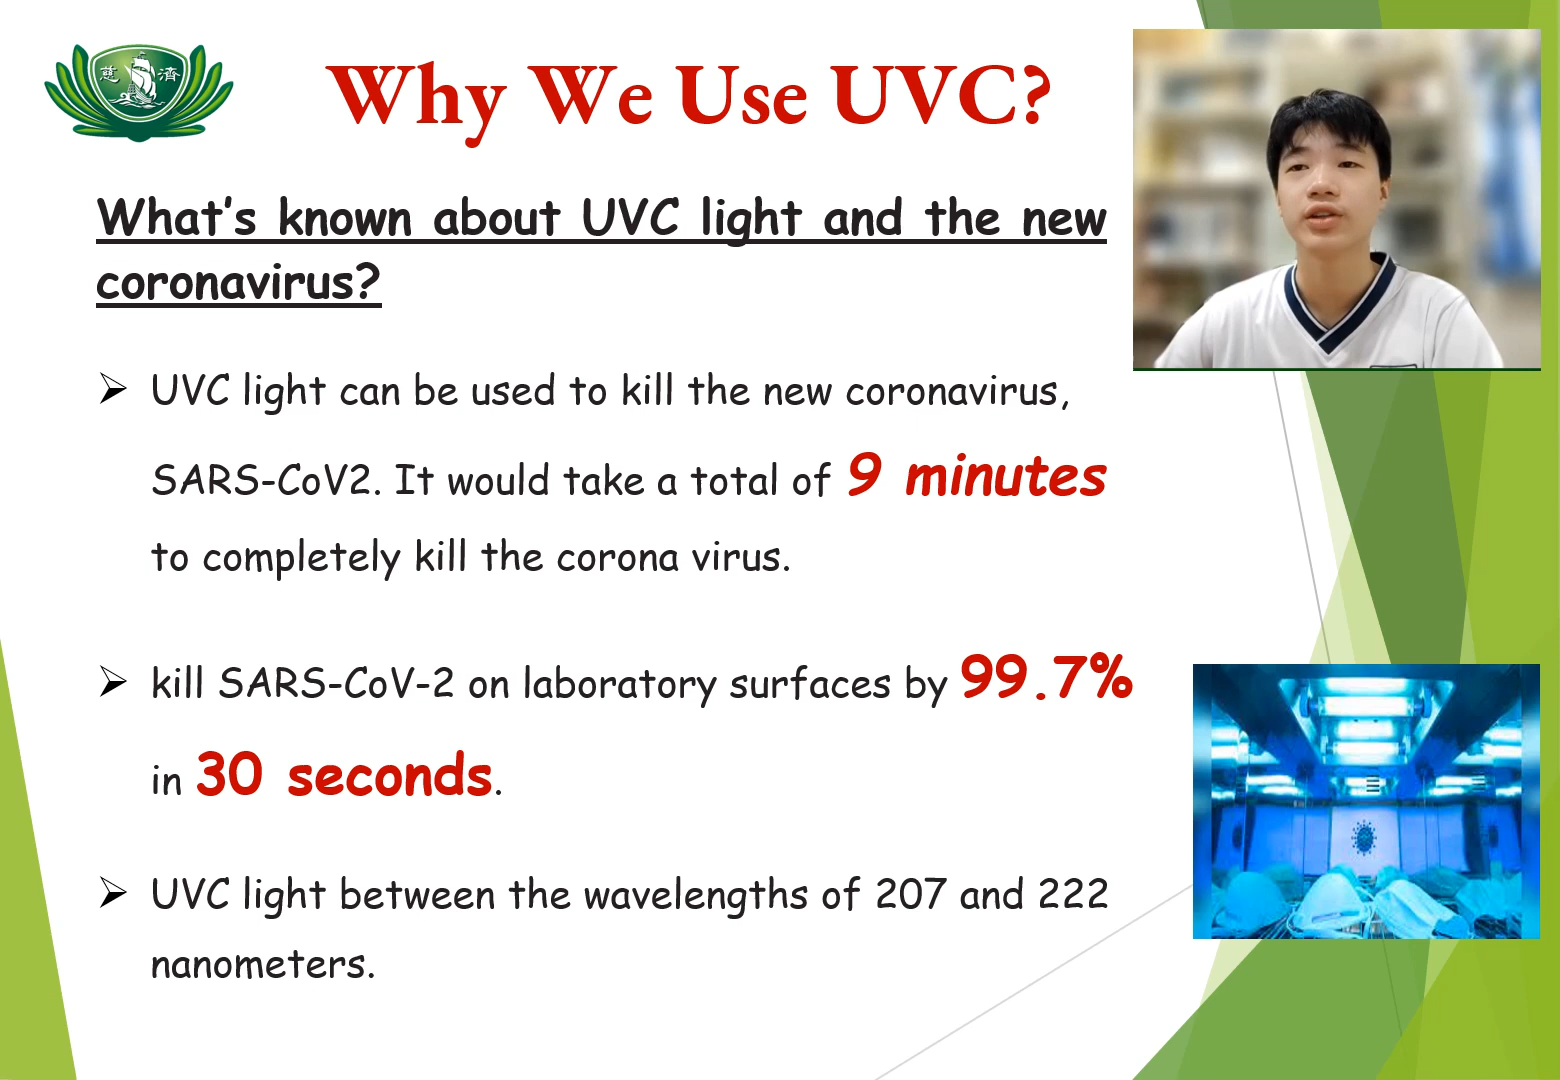 慈 濟
Why We Use UVC?
What's known about UVC light and the new
coronavirus?
➢ UVC light can be used to kill the new coronavirus,
SARS-CoV2. It would take a total of 9 minutes
to completely kill the corona virus.
➢ kill SARS-CoV-2 on laboratory surfaces by 99.7%
in 30 seconds.
➢ UVC light between the wavelengths of 207 and 222
nanometers.